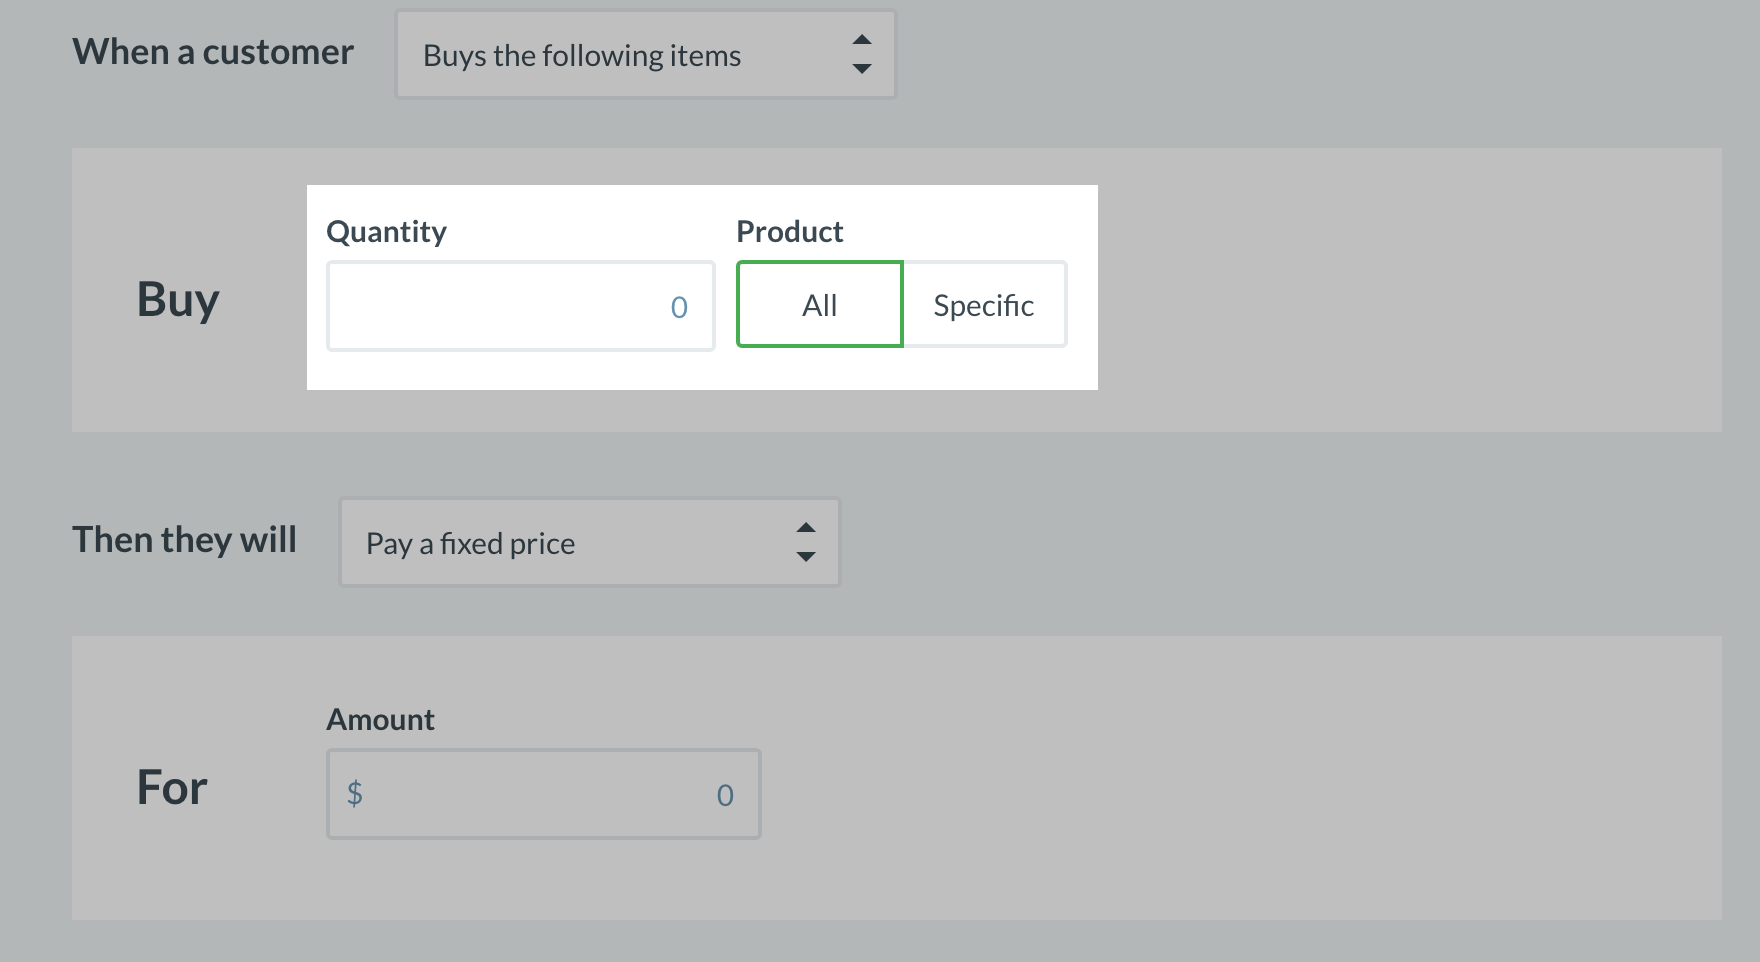 When a customer
Buys the following items
Quantity
Product
Buy
0
All
Specific
Then they will
Pay a fixed price
Amount
For
$ 0